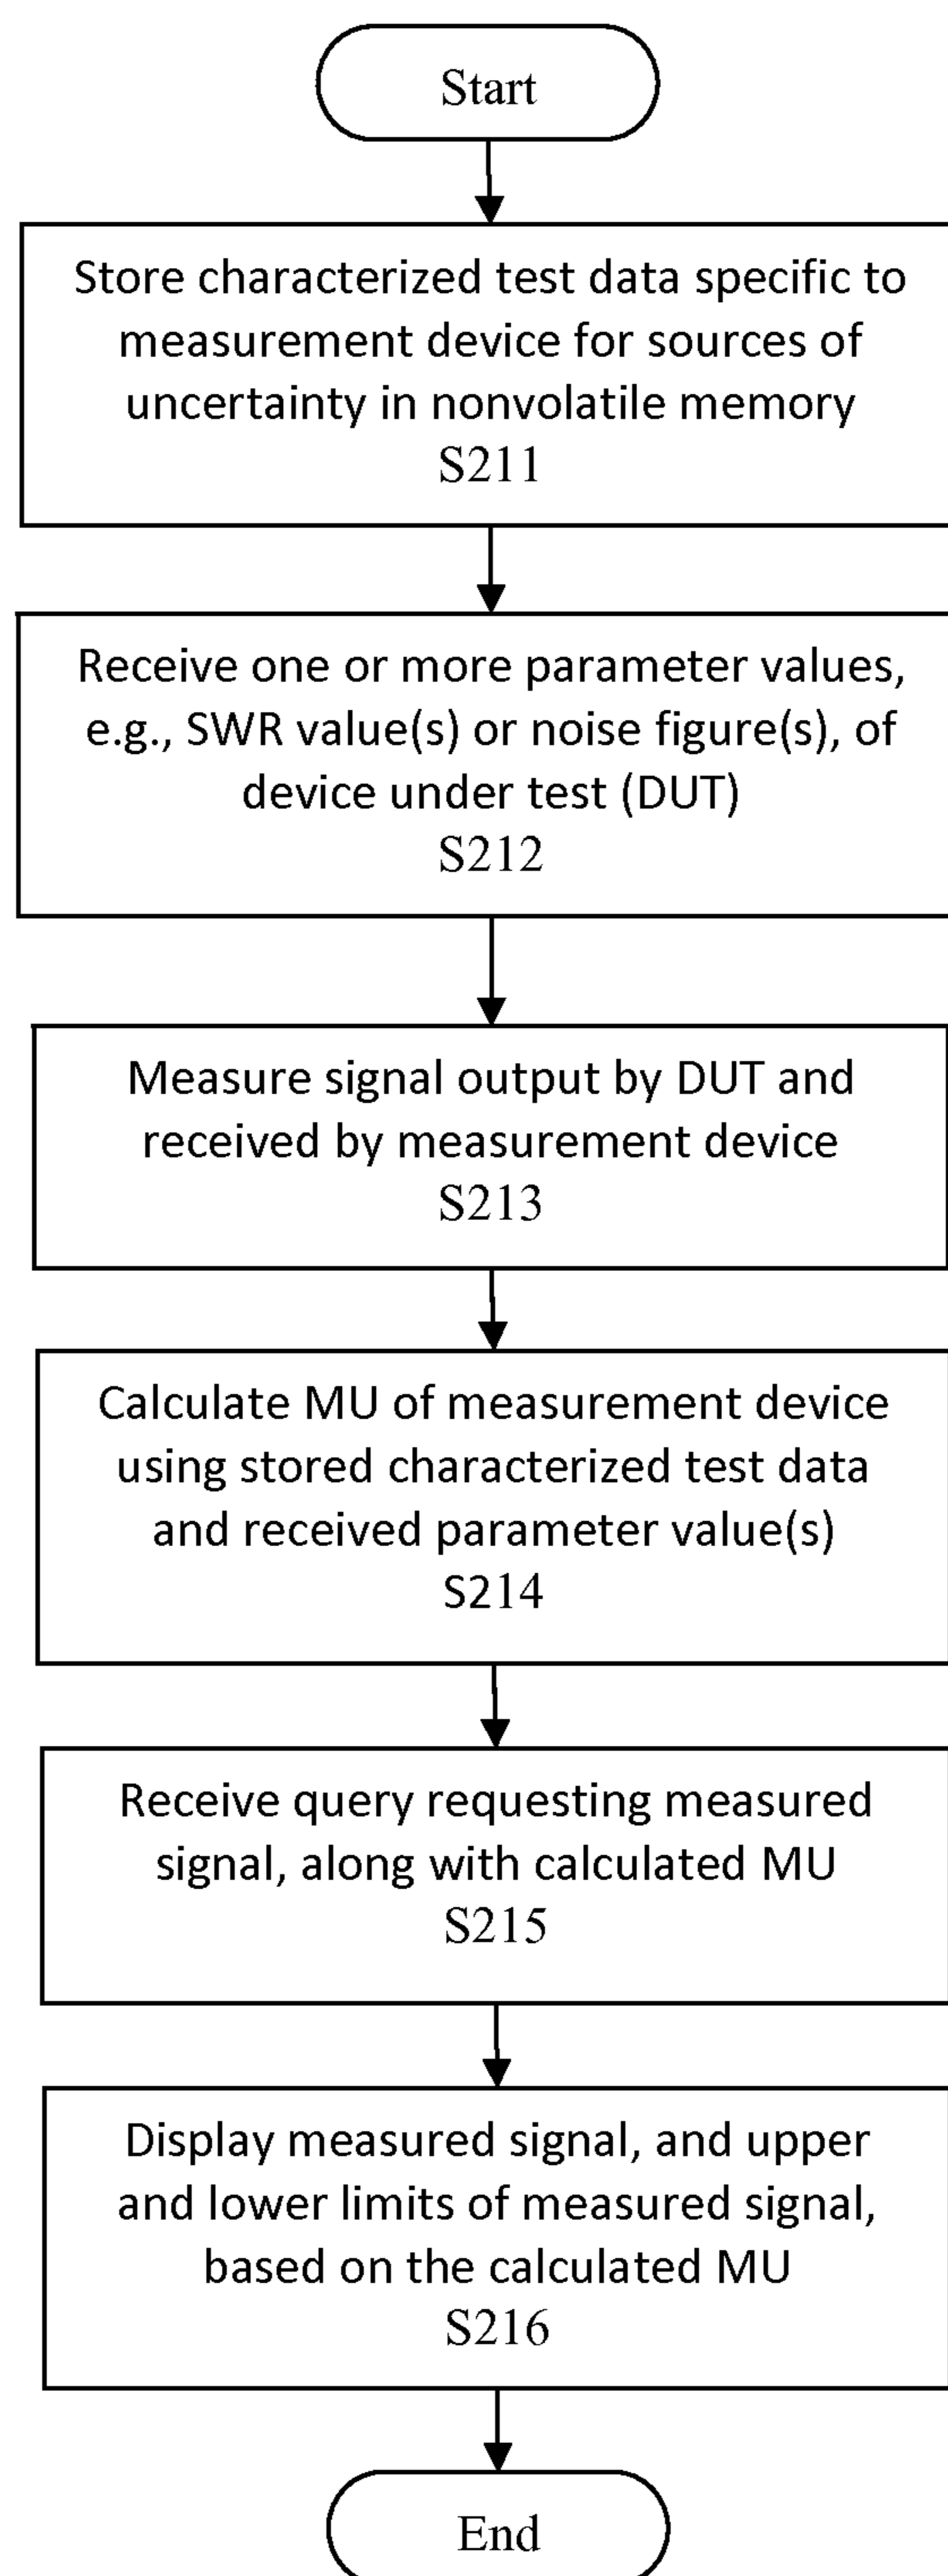 Start
Store characterized test data specific to
measurement device for sources of
uncertainty in nonvolatile memory
S211
Receive one or more parameter values,
e.g., SWR value(s) or noise figure(s), of
device under test (DUT)
S212
Measure signal output by DUT and
received by measurement device
S213
Calculate MU of measurement device
using stored characterized test data
and received parameter value(s)
S214
Receive query requesting measured
signal, along with calculated MU
S215
Display measured signal, and upper
and lower limits of measured signal,
based on the calculated MU
S216
End